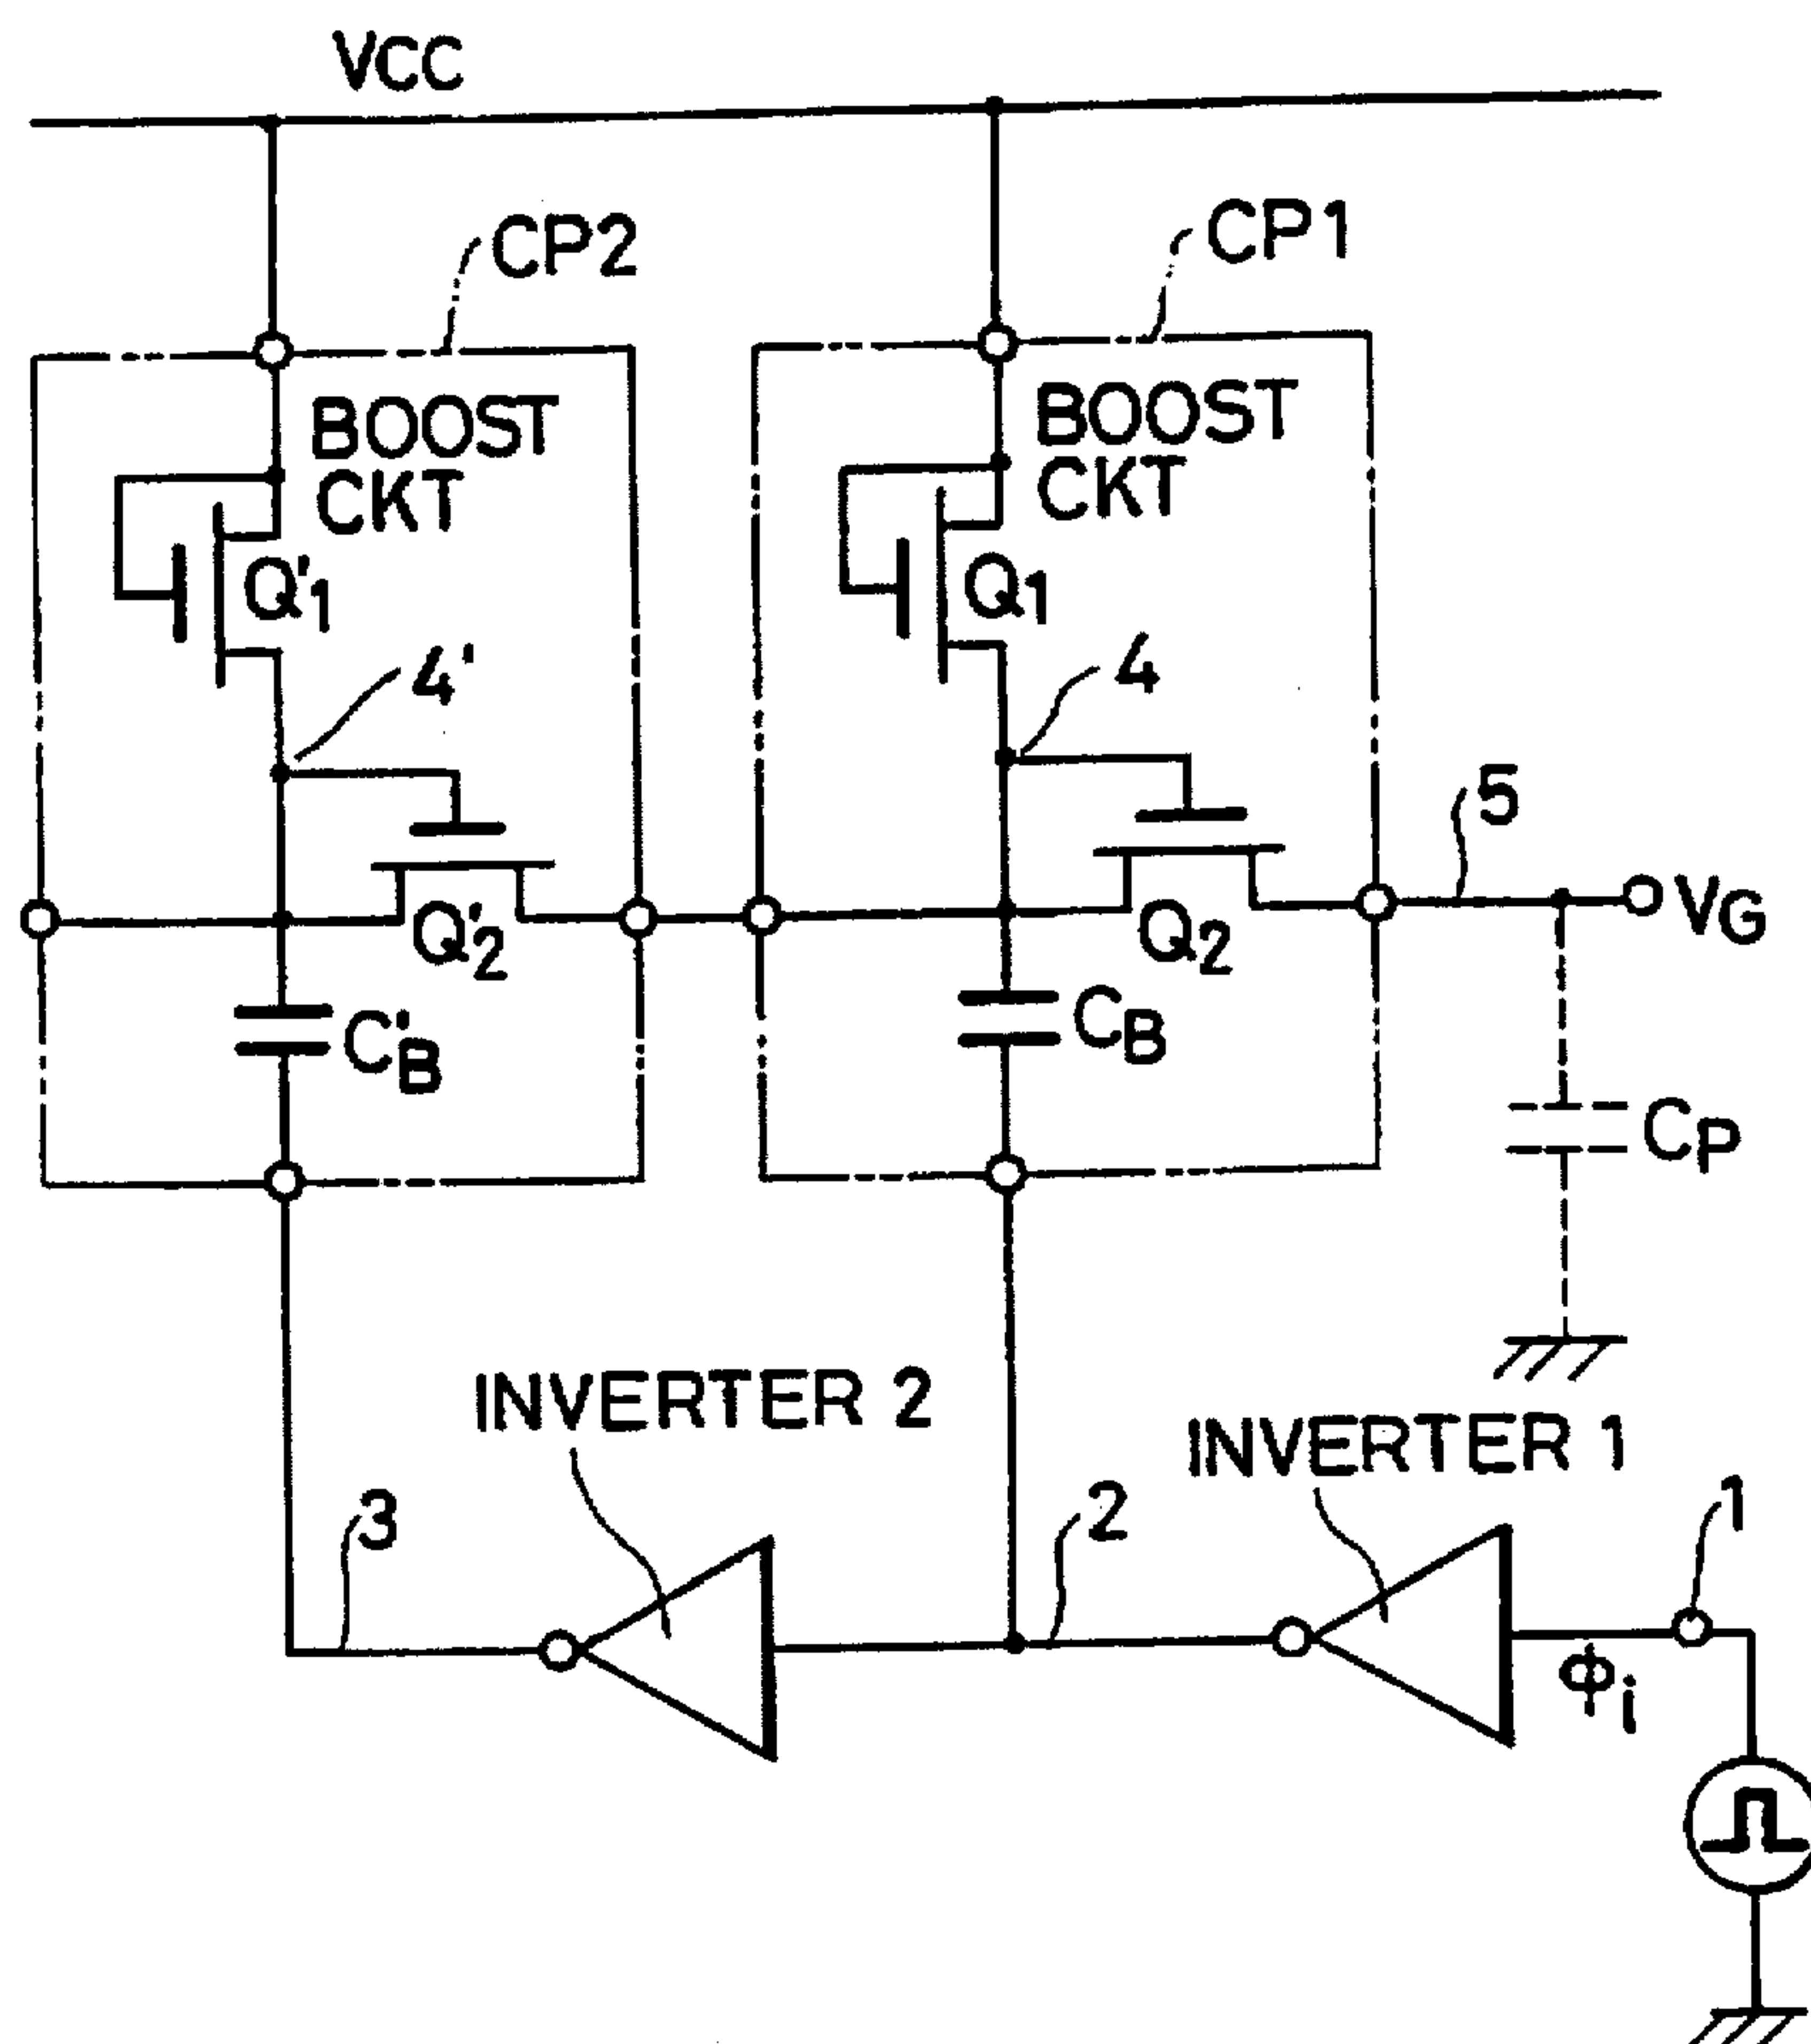 VCC
CP2
CP1
BOOST
CKT
BOOST
CKT
Q'1
Q1
4'
4
5
Q'2
Q2
VG
C'B
CB
CP
INVERTER 2
INVERTER 1
3
2
1
ϕi